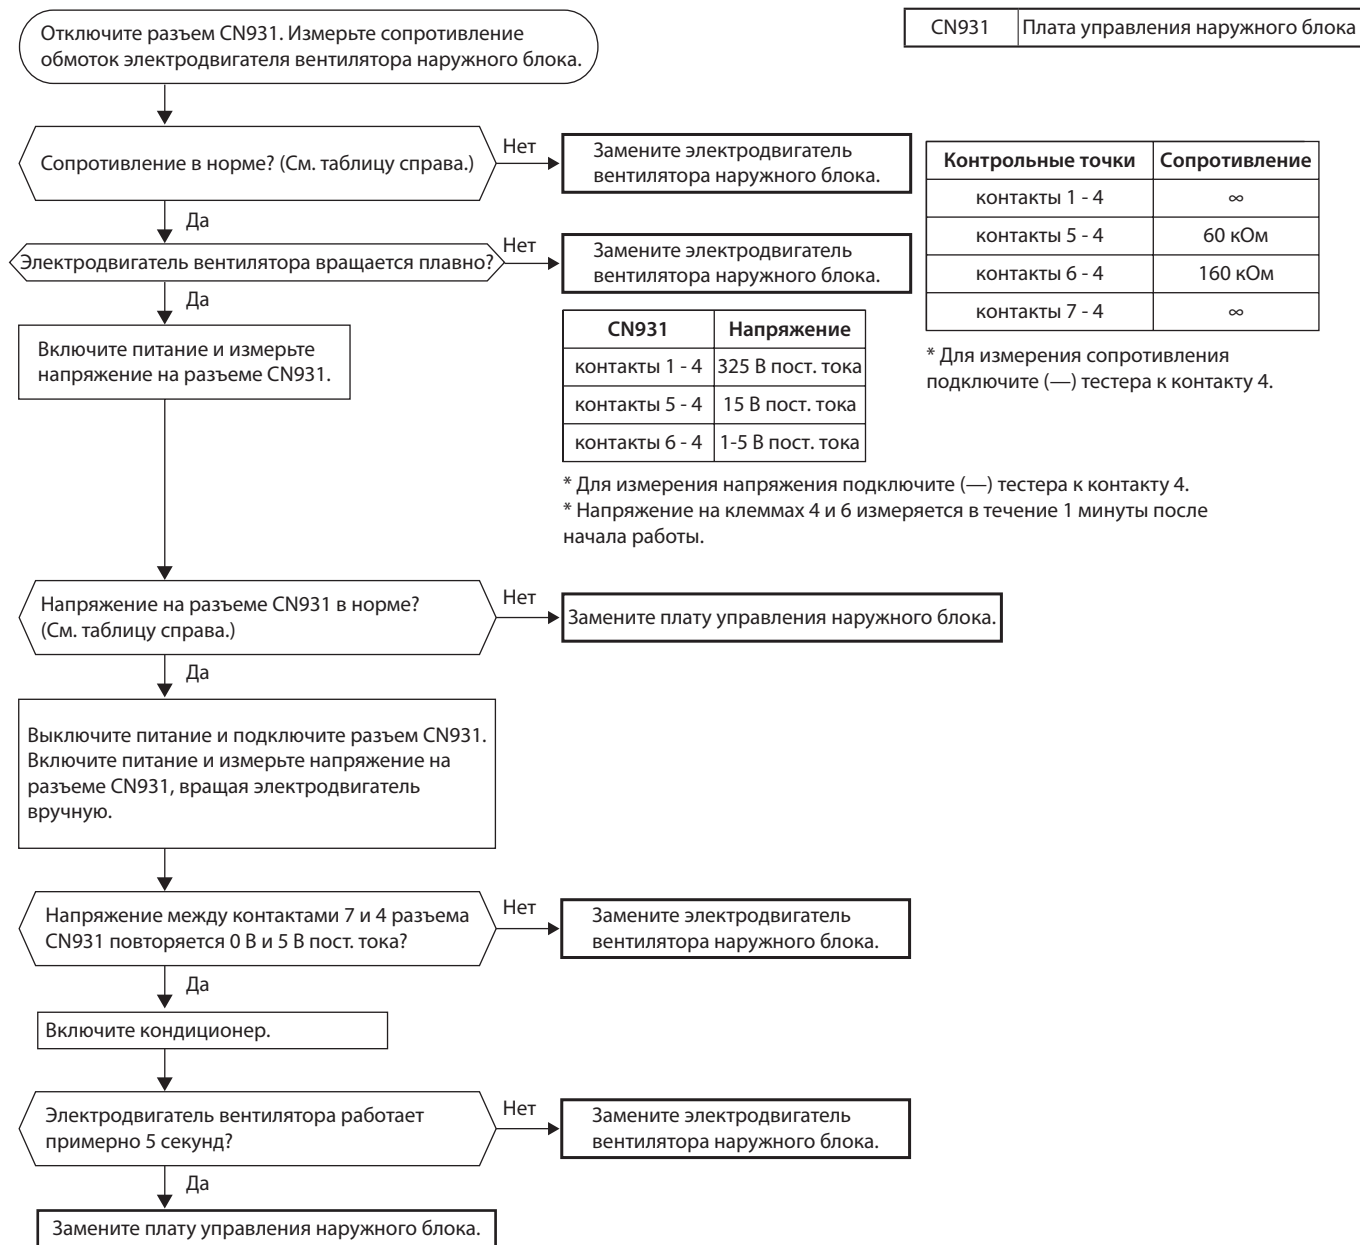 Отключите разъем CN931. Измерьте сопротивление
обмоток электродвигателя вентилятора наружного блока.
CN931 Плата управления наружного блока
Сопротивление в норме? (См. таблицу справа.)
Нет
Замените электродвигатель
вентилятора наружного блока.
Да
Контрольные точки Сопротивление
контакты 1 - 4 ∞
контакты 5 - 4 60 кОм
контакты 6 - 4 160 кОм
контакты 7 - 4 ∞
* Для измерения сопротивления
подключите (—) тестера к контакту 4.
Электродвигатель вентилятора вращается плавно?
Нет
Замените электродвигатель
вентилятора наружного блока.
Да
Включите питание и измерьте
напряжение на разъеме CN931.
CN931 Напряжение
контакты 1 - 4 325 В пост. тока
контакты 5 - 4 15 В пост. тока
контакты 6 - 4 1-5 В пост. тока
* Для измерения напряжения подключите (—) тестера к контакту 4.
* Напряжение на клеммах 4 и 6 измеряется в течение 1 минуты после
начала работы.
Напряжение на разъеме CN931 в норме?
(См. таблицу справа.)
Нет
Замените плату управления наружного блока.
Да
Выключите питание и подключите разъем CN931.
Включите питание и измерьте напряжение на
разъеме CN931, вращая электродвигатель
вручную.
Напряжение между контактами 7 и 4 разъема
CN931 повторяется 0 В и 5 В пост. тока?
Нет
Замените электродвигатель
вентилятора наружного блока.
Да
Включите кондиционер.
Электродвигатель вентилятора работает
примерно 5 секунд?
Нет
Замените электродвигатель
вентилятора наружного блока.
Да
Замените плату управления наружного блока.